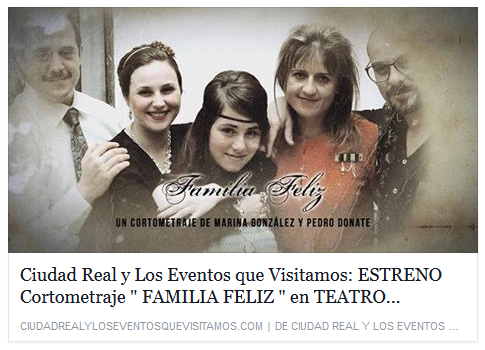 Familia Feliz
UN CORTOMETRAJE DE MARINA GONZÁLEZ Y PEDRO DONATE
Ciudad Real y Los Eventos que Visitamos: ESTRENO
Cortometraje " FAMILIA FELIZ " en TEATRO...
CIUDADREALYLOSEVENTOSQUEVISITAMOS.COM | DE CIUDAD REAL Y LOS EVENTOS ...